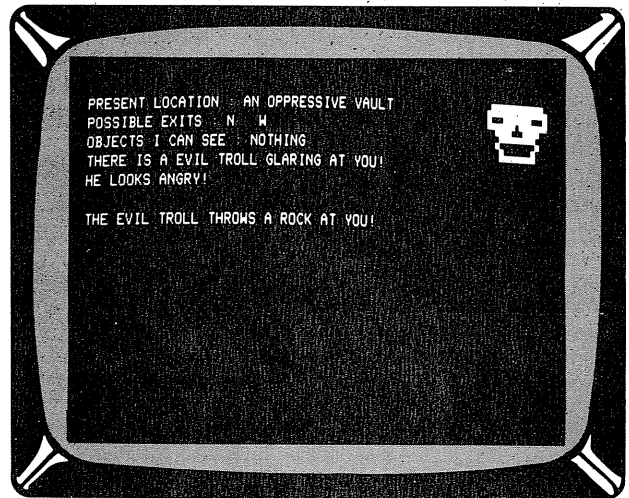 PRESENT LOCATION : AN OPPRESSIVE VAULT
POSSIBLE EXITS : N W
OBJECTS I CAN SEE : NOTHING
THERE IS A EVIL TROLL GLARING AT YOU!
HE LOOKS ANGRY!
THE EVIL TROLL THROWS A ROCK AT YOU!